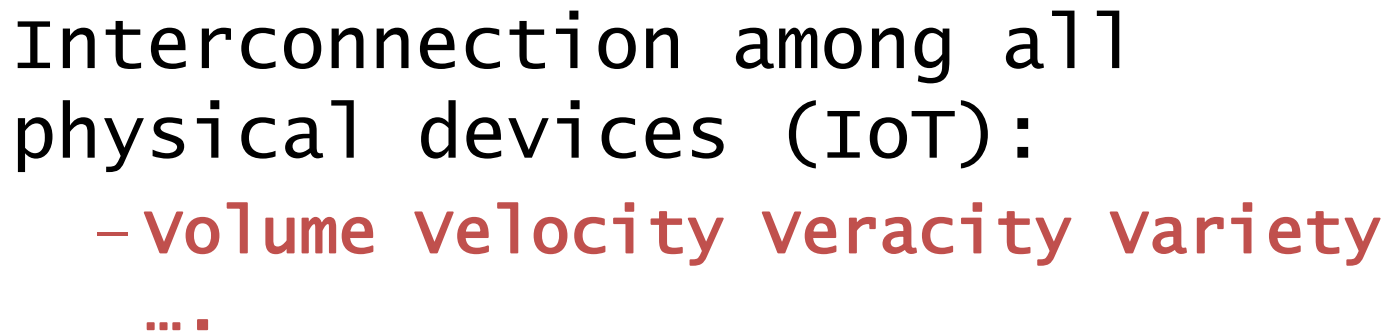 Interconnection among all
physical devices (IoT):
–Volume Velocity Veracity Variety
….